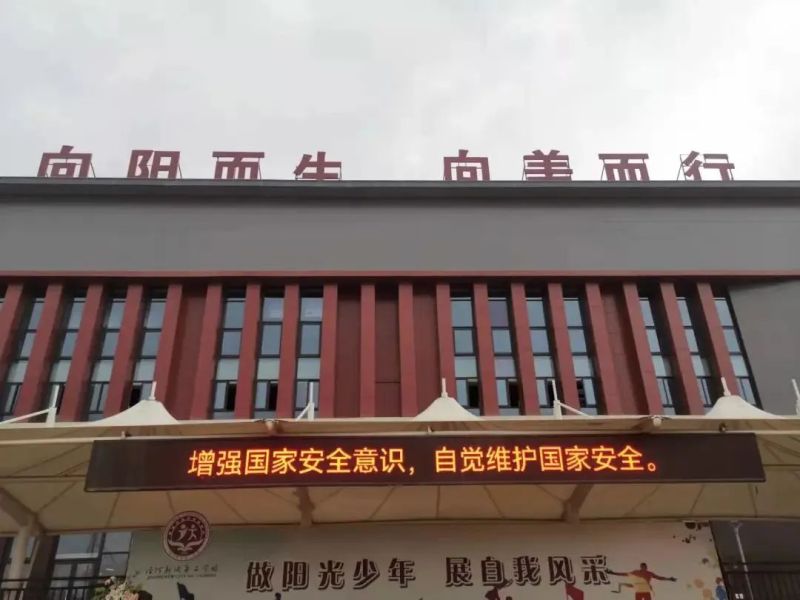 向阳而生 向美而行
增强国家安全意识，自觉维护国家安全。
做阳光少年 展自我风采